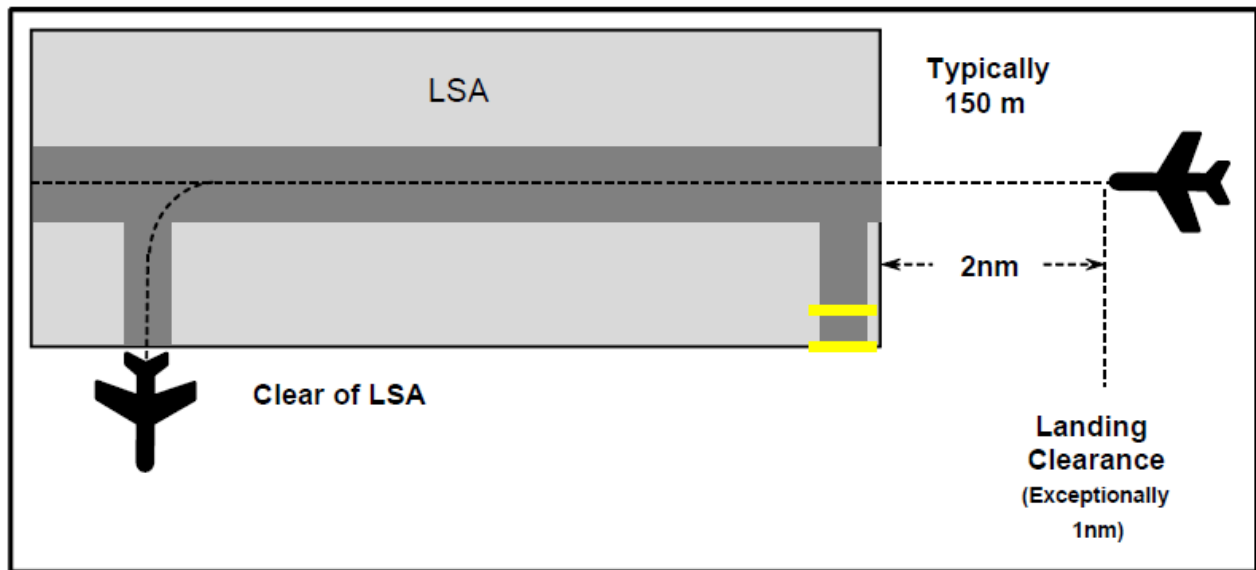 LSA
Typically
150 m
2nm
Clear of LSA
Landing
Clearance
(Exceptionally
1nm)